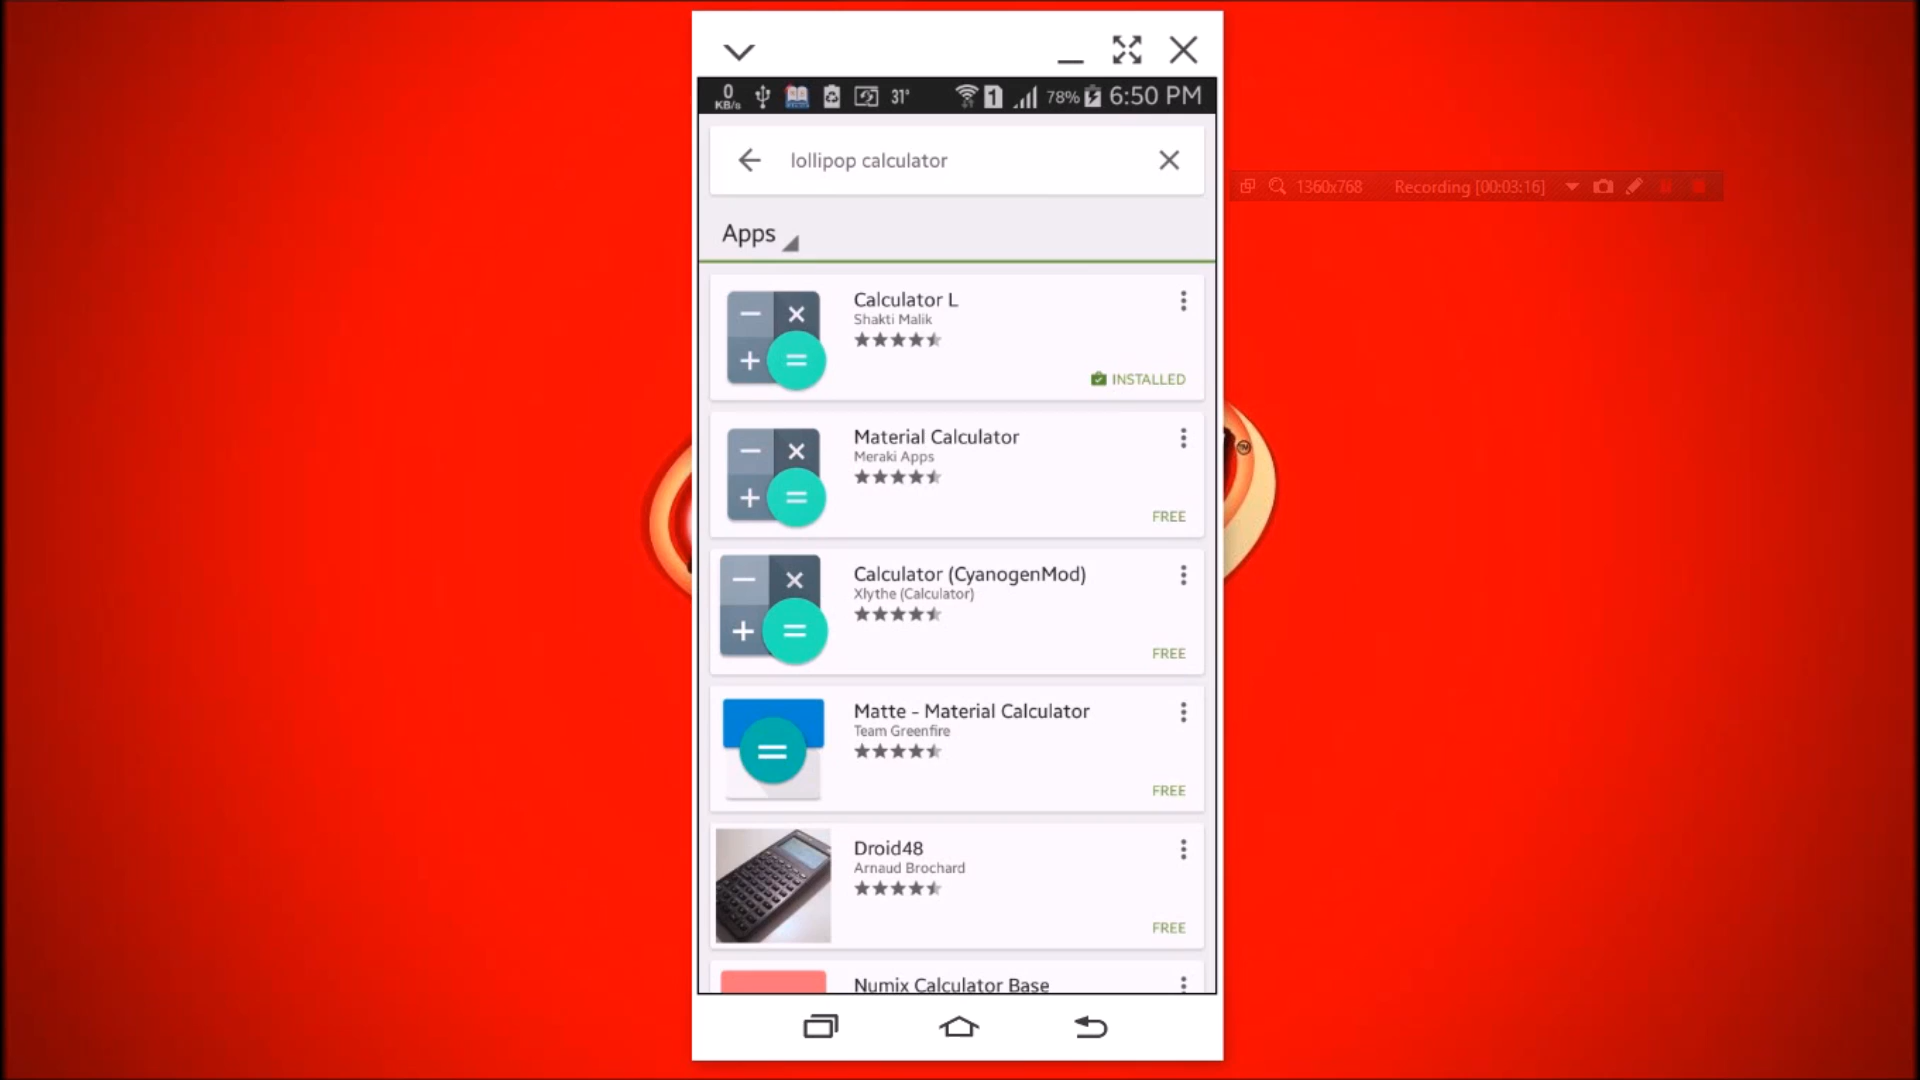 0
KB/s
31°
1
78%
6:50 PM
lollipop calculator
1360x768
Recording [00:03:16]
Apps
Calculator L
Shakti Malik
INSTALLED
Material Calculator
Meraki Apps
FREE
TM
Calculator (CyanogenMod)
Xlythe (Calculator)
FREE
Matte - Material Calculator
Team Greenfire
FREE
Droid48
Arnaud Brochard
FREE
Numix Calculator Base